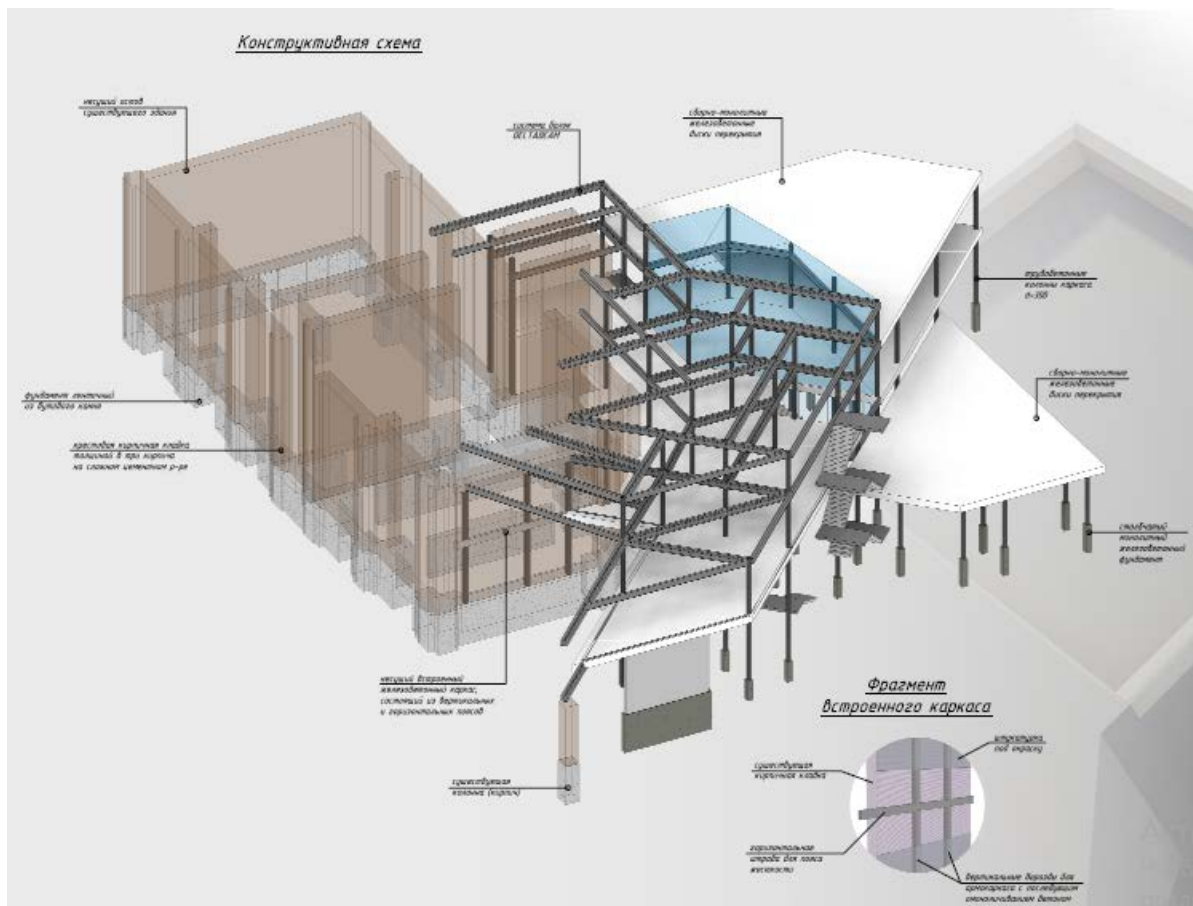 Конструктивная схема
несущий остов
существующего здания
система балок
DELTABEAM
сборно-монолитные
железобетонные
диски перекрытия
трубобетонные
колонны каркаса
сборно-монолитные
железобетонные
диски перекрытия
фундамент ленточный
из бутового камня
крестовая кирпичная кладка
толщиной в три кирпича
на сложном цементном р-ре
столбчатый
монолитный
железобетонный
фундамент
несущий встроенный
железобетонный каркас,
состоящий из вертикальных
и горизонтальных поясов
существующая
колонна (кирпич)
Фрагмент
встроенного каркаса
штукатурка
под окраску
существующая
кирпичная кладка
горизонтальная
штроба для пояса
жесткости
вертикальные борозды для
армокаркаса с последующим
омоноличиванием бетоном